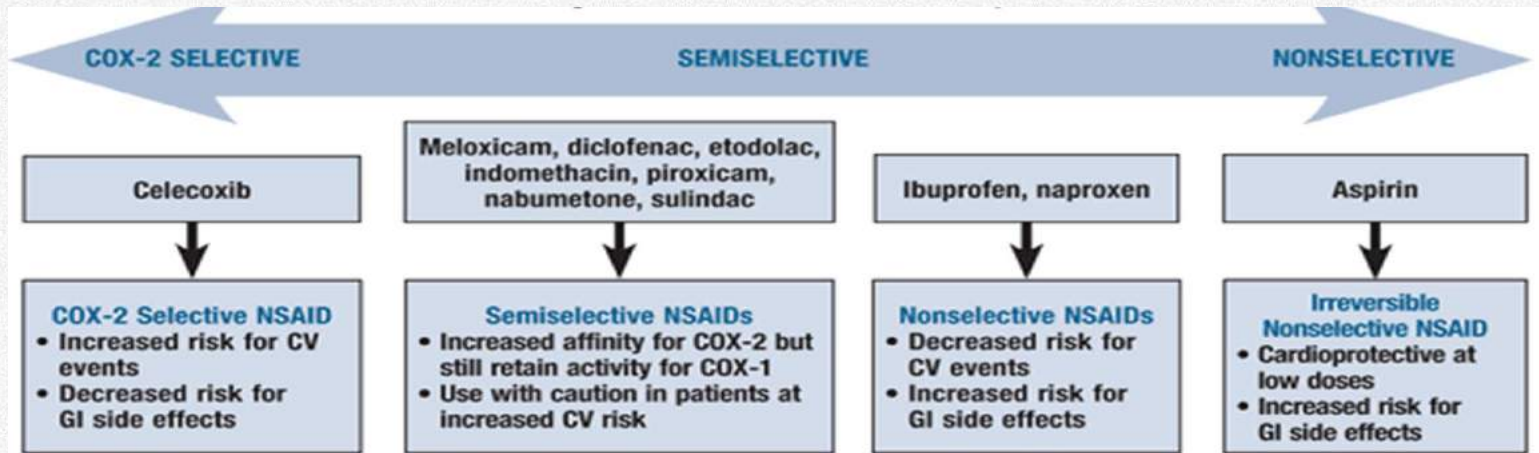 COX-2 SELECTIVE
SEMISELECTIVE
NONSELECTIVE
Celecoxib
Meloxicam, diclofenac, etodolac,
indomethacin, piroxicam,
nabumetone, sulindac
Ibuprofen, naproxen
Aspirin
COX-2 Selective NSAID
• Increased risk for CV
events
• Decreased risk for
GI side effects
Semiselective NSAIDs
• Increased affinity for COX-2 but
still retain activity for COX-1
• Use with caution in patients at
increased CV risk
Nonselective NSAIDs
• Decreased risk for
CV events
• Increased risk for
GI side effects
Irreversible
Nonselective NSAID
• Cardioprotective at
low doses
• Increased risk for
GI side effects